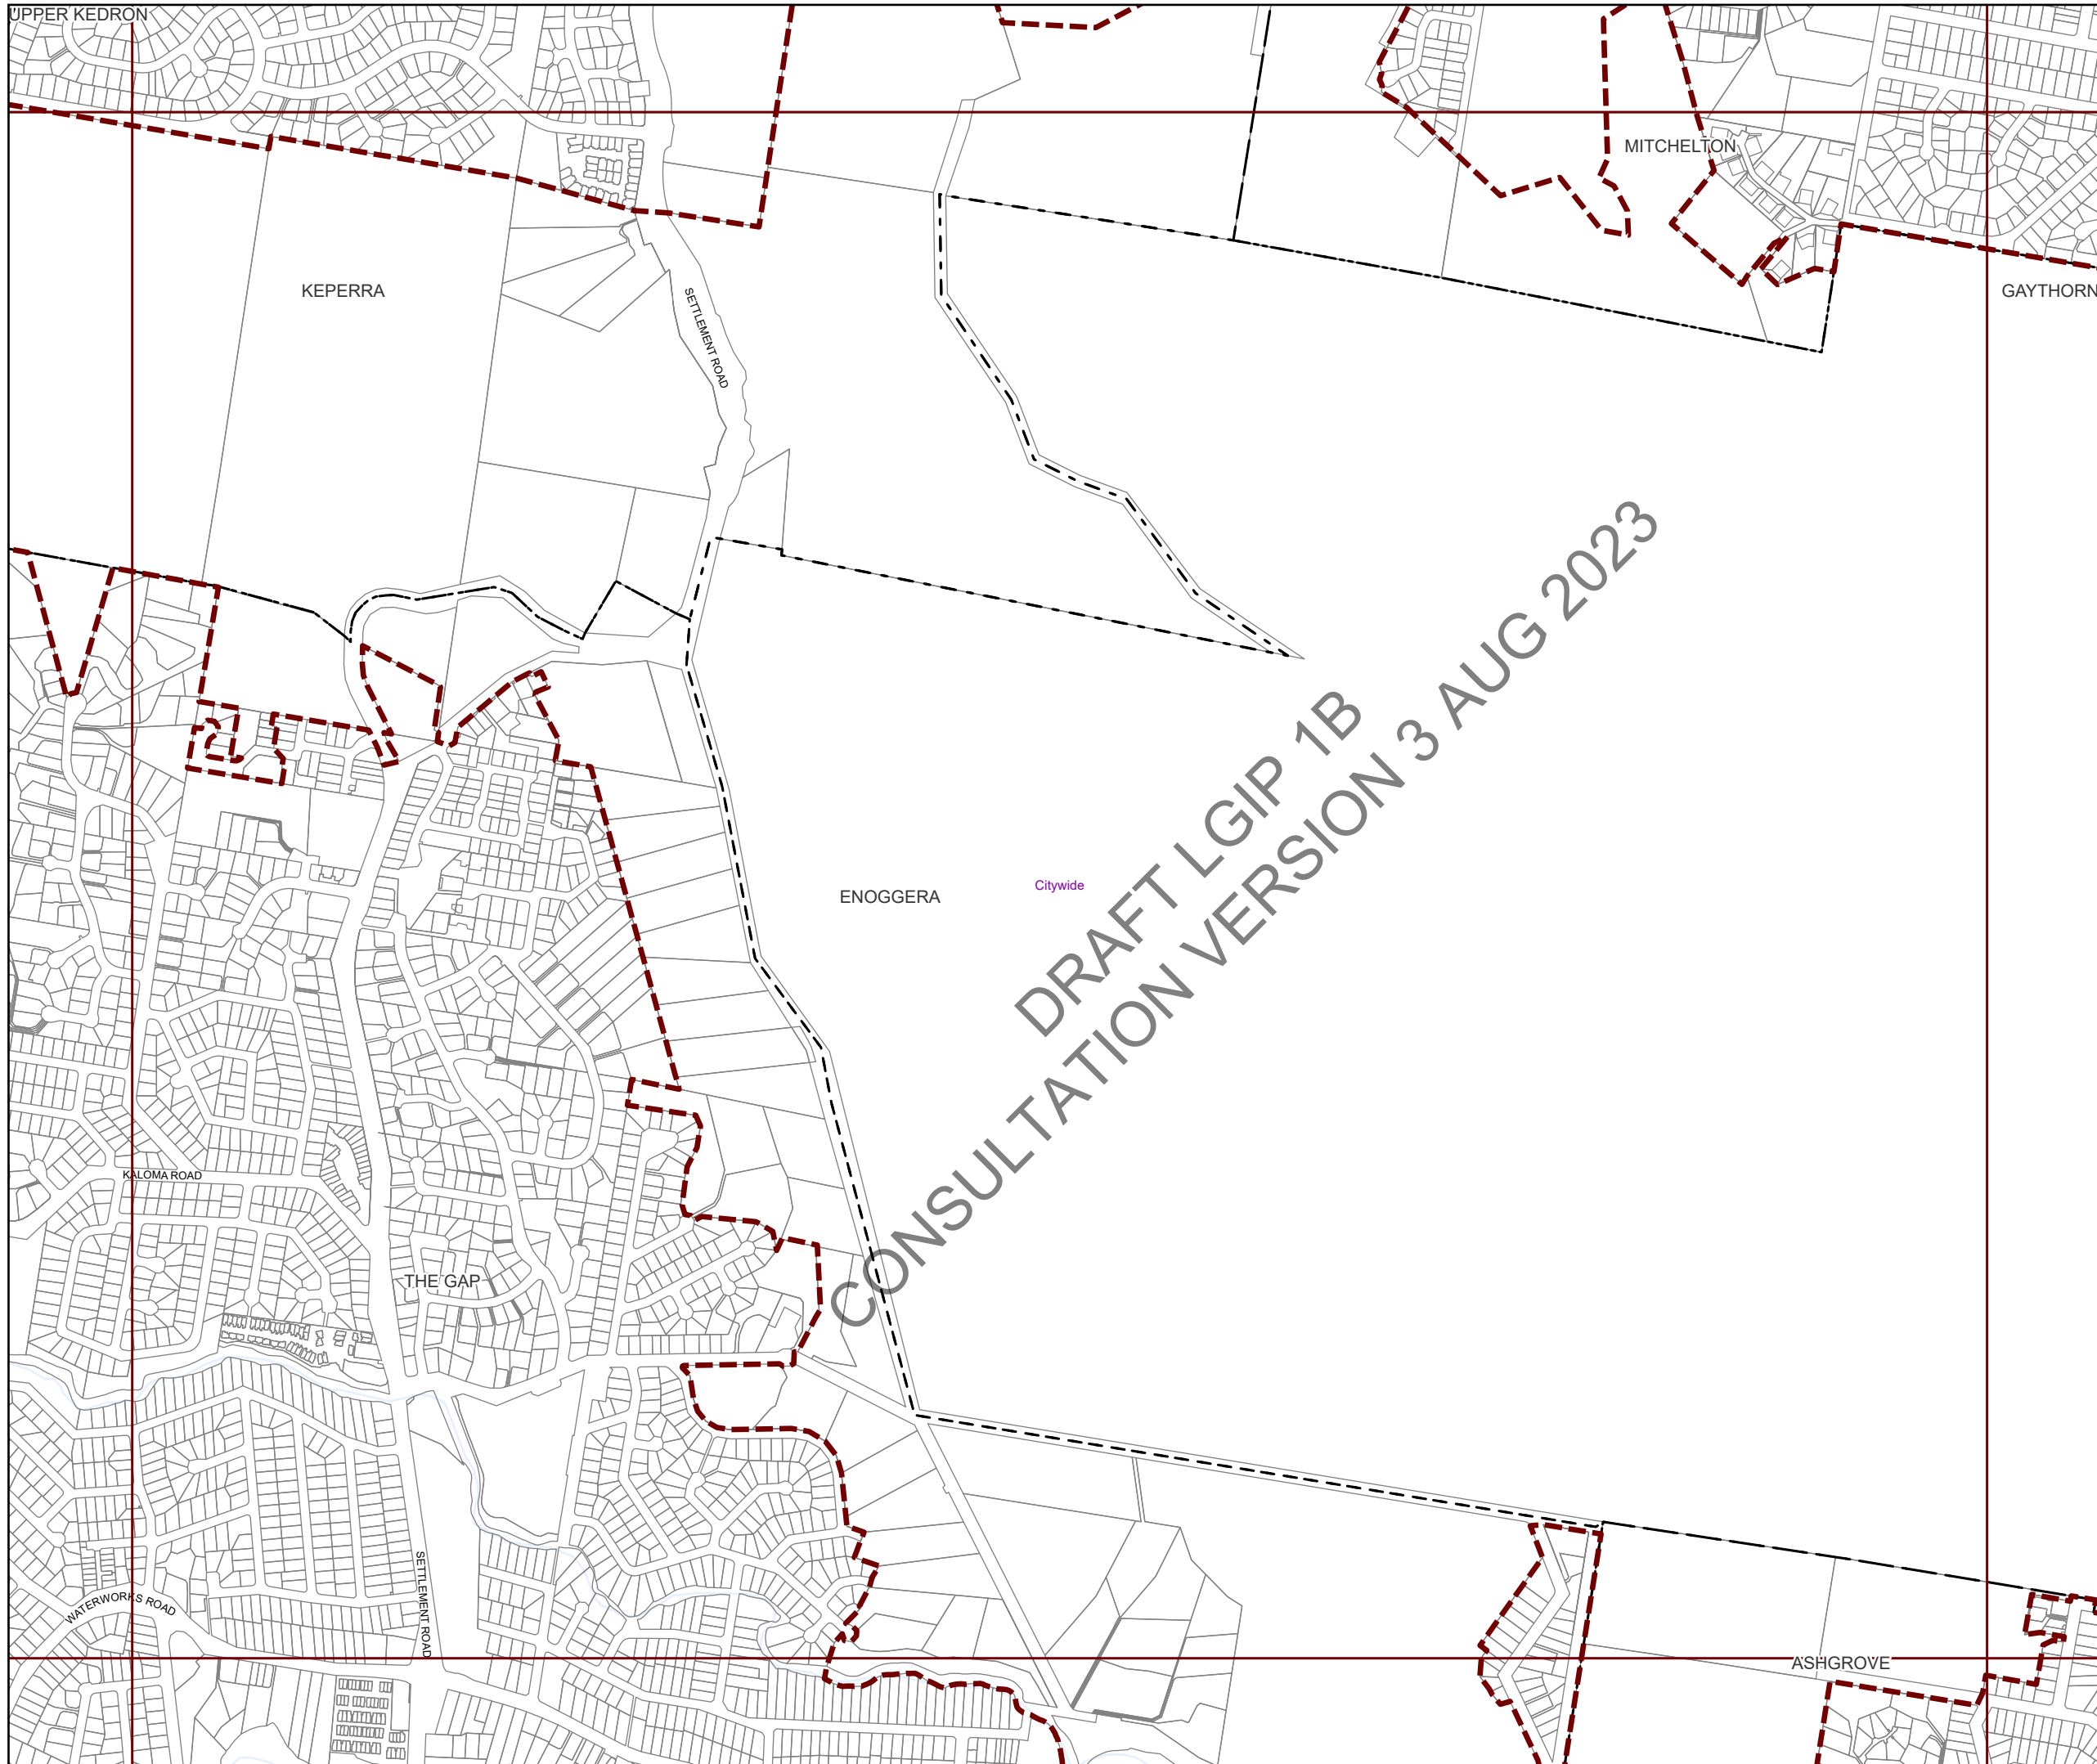 UPPER KEDRON
MITCHELTON
KEPERRA
GAYTHORN
SETTLEMENT ROAD
ENOGGERA
Citywide
DRAFT LGIP 1B
CONSULTATION VERSION 3 AUG 2023
KALOMA ROAD
THE GAP
SETTLEMENT ROAD
WATERWORKS ROAD
ASHGROVE